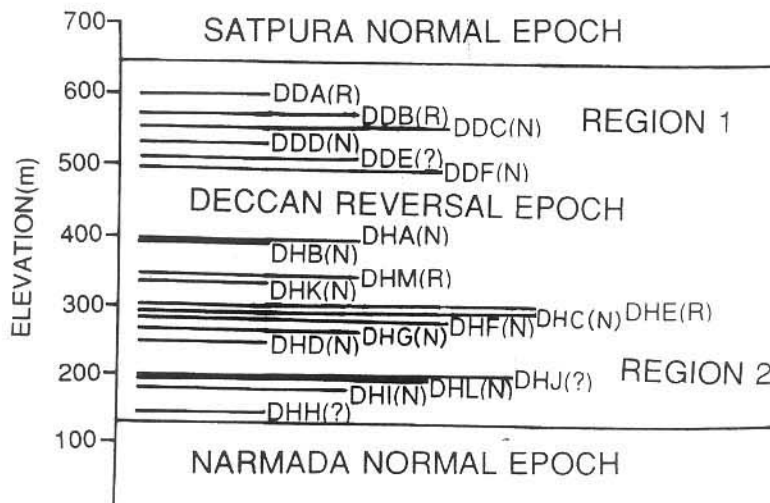 700
SATPURA NORMAL EPOCH
600
DDA(R)
DDB(R)
DDC(N)
REGION 1
DDD(N)
DDE(?)
500
DDF(N)
DECCAN REVERSAL EPOCH
400
DHA(N)
DHB(N)
DHM(R)
DHK(N)
300
DHC(N)
DHE(R)
DHF(N)
DHG(N)
DHD(N)
200
DHJ(?)
REGION 2
DHL(N)
DHI(N)
DHH(?)
100
NARMADA NORMAL EPOCH
ELEVATION(m)